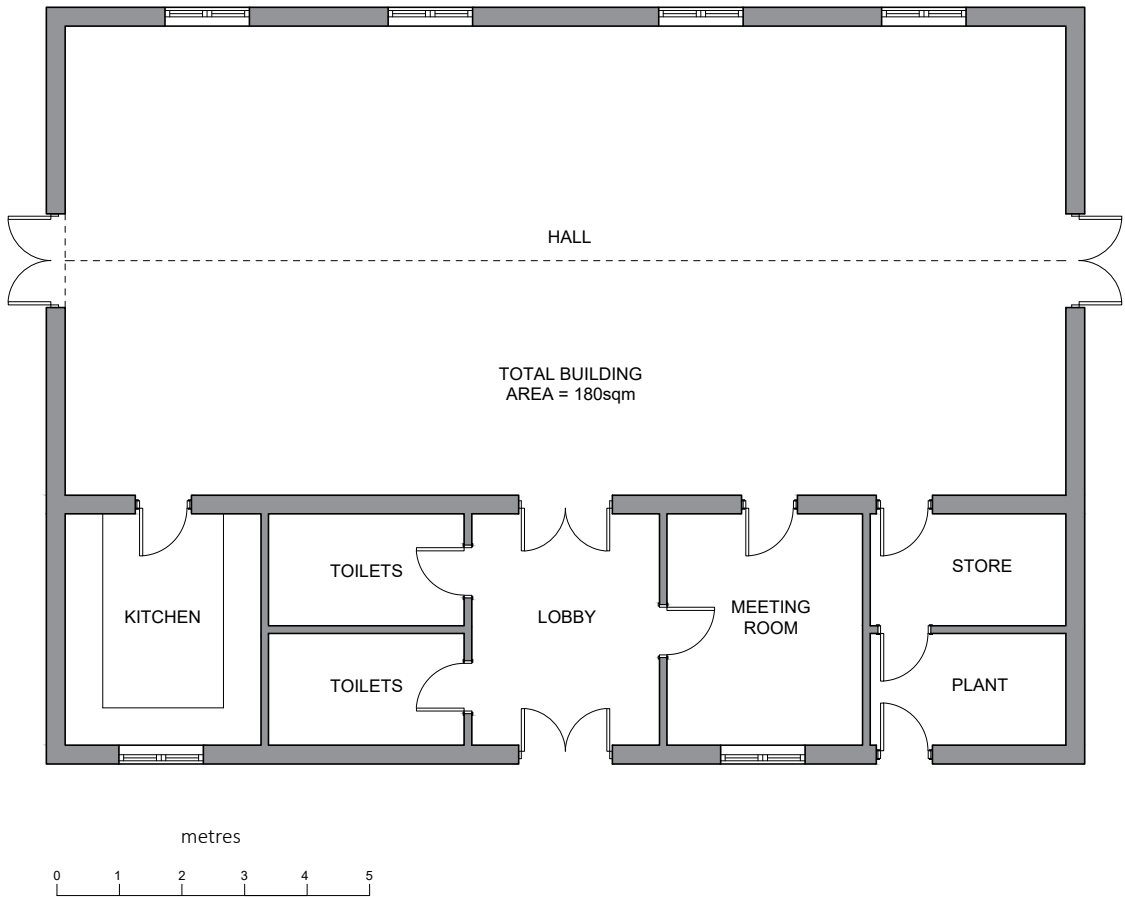 HALL
TOTAL BUILDING
AREA = 180sqm
TOILETS
STORE
KITCHEN
LOBBY
MEETING
ROOM
TOILETS
PLANT
metres
0 1 2 3 4 5